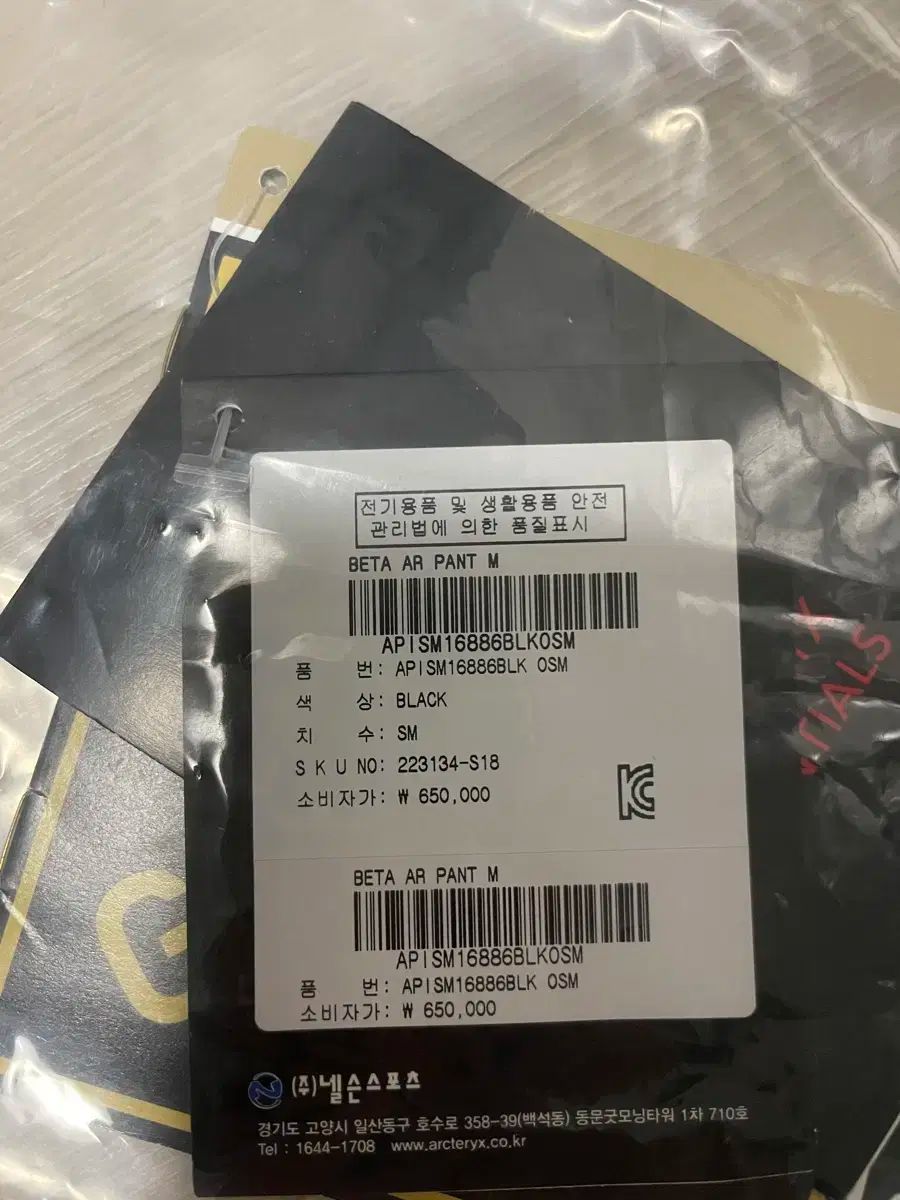 전기용품 및 생활용품 안전
관리법에 의한 품질표시
BETA AR PANT M
APISM16886BLKOSM
품 번: APISM16886BLK OSM
색 상: BLACK
치 수: SM
SKU NO: 223134-S18
소비자가: ₩ 650,000
BETA AR PANT M
APISM16886BLKOSM
품 번: APISM16886BLK OSM
소비자가: ₩ 650,000
(주)넬슨스포츠
경기도 고양시 일산동구 호수로 358-39(백석동) 동문굿모닝타워 1차 710호
Tel : 1644-1708 www.arcteryx.co.kr
G
TIALS